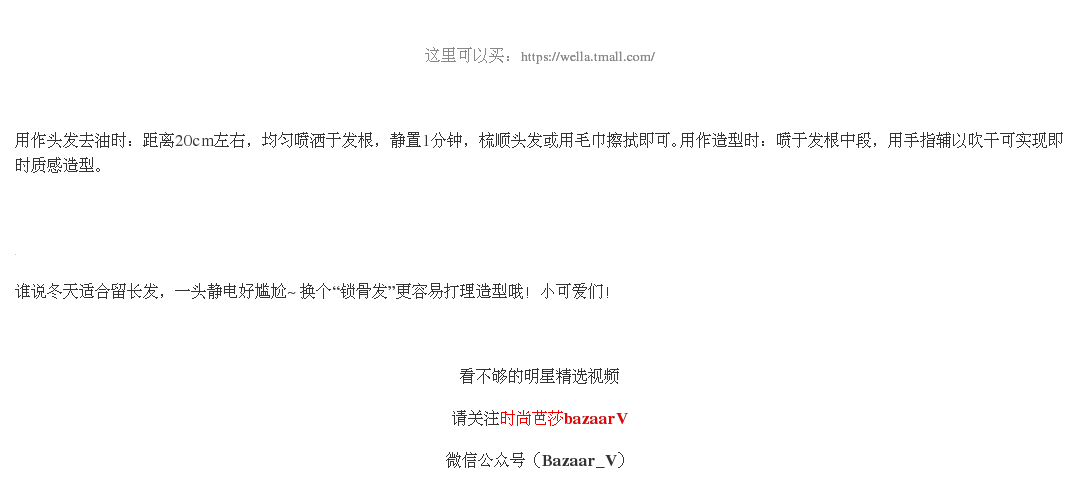 这里可以买：https://wella.tmall.com/
用作头发去油时：距离20cm左右，均匀喷洒于发根，静置1分钟，梳顺头发或用毛巾擦拭即可。用作造型时：喷于发根中段，用手指辅以吹干可实现即
时质感造型。
谁说冬天适合留长发，一头静电好尴尬~ 换个“锁骨发”更容易打理造型哦！小可爱们！
看不够的明星精选视频
请关注时尚芭莎bazaarV
微信公众号（Bazaar_V）